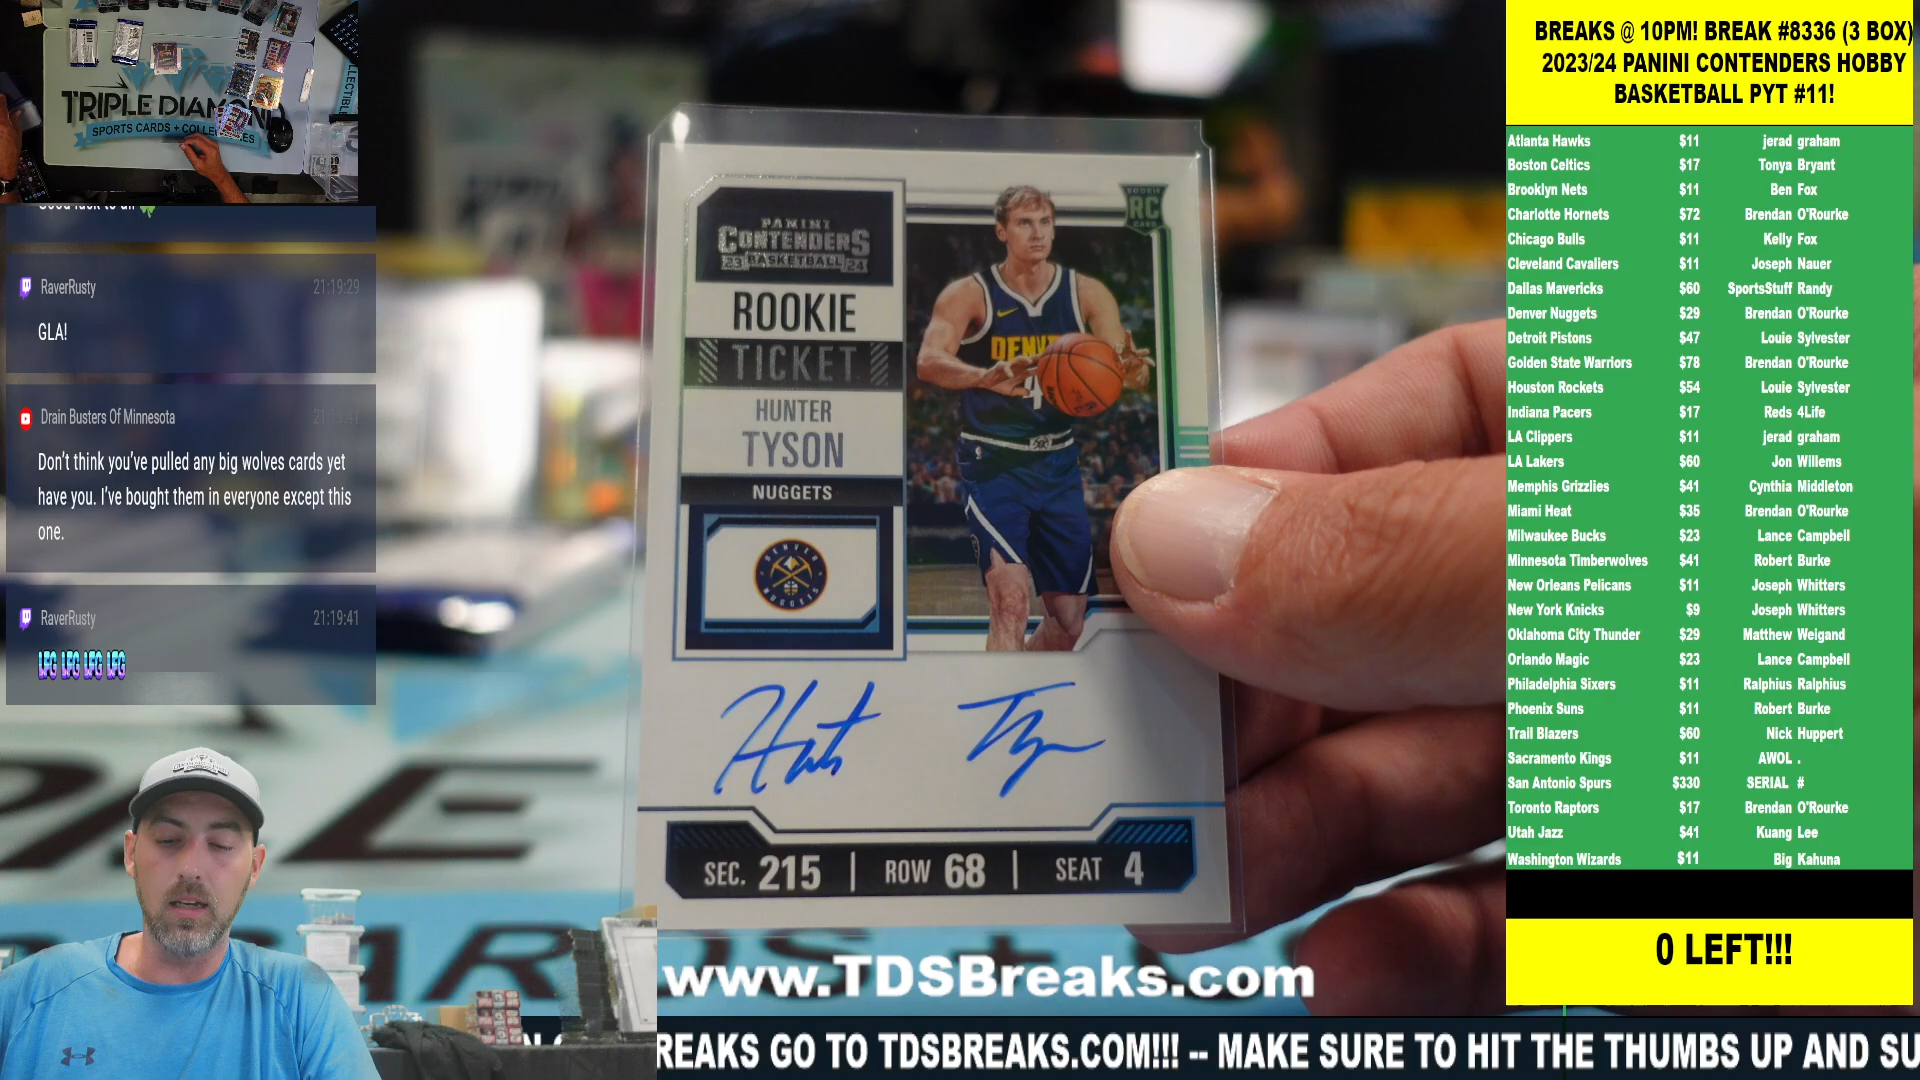 TRIPLE DIAMOND
SPORTS CARDS + COLLECTIBLES
Good luck to all
RaverRusty 21:19:29
GLA!
Drain Busters Of Minnesota
Don't think you've pulled any big wolves cards yet
have you. I've bought them in everyone except this
one.
RaverRusty 21:19:41
LFG LFG LFG LFG
PANINI
CONTENDERS
23 BASKETBALL 24
ROOKIE
TICKET
HUNTER
TYSON
NUGGETS
DENVER
NUGGETS
ROOKIE
RC
CARD
DENV
4
SEC. 215 | ROW 68 | SEAT 4
www.TDSBreaks.com
REAKS GO TO TDSBREAKS.COM!!! -- MAKE SURE TO HIT THE THUMBS UP AND SU
BREAKS @ 10PM! BREAK #8336 (3 BOX)
2023/24 PANINI CONTENDERS HOBBY
BASKETBALL PYT #11!
Atlanta Hawks $11 jerad graham
Boston Celtics $17 Tonya Bryant
Brooklyn Nets $11 Ben Fox
Charlotte Hornets $72 Brendan O'Rourke
Chicago Bulls $11 Kelly Fox
Cleveland Cavaliers $11 Joseph Nauer
Dallas Mavericks $60 SportsStuff Randy
Denver Nuggets $29 Brendan O'Rourke
Detroit Pistons $47 Louie Sylvester
Golden State Warriors $78 Brendan O'Rourke
Houston Rockets $54 Louie Sylvester
Indiana Pacers $17 Reds 4Life
LA Clippers $11 jerad graham
LA Lakers $60 Jon Willems
Memphis Grizzlies $41 Cynthia Middleton
Miami Heat $35 Brendan O'Rourke
Milwaukee Bucks $23 Lance Campbell
Minnesota Timberwolves $41 Robert Burke
New Orleans Pelicans $11 Joseph Whitters
New York Knicks $9 Joseph Whitters
Oklahoma City Thunder $29 Matthew Weigand
Orlando Magic $23 Lance Campbell
Philadelphia Sixers $11 Ralphius Ralphius
Phoenix Suns $11 Robert Burke
Trail Blazers $60 Nick Huppert
Sacramento Kings $11 AWOL .
San Antonio Spurs $330 SERIAL #
Toronto Raptors $17 Brendan O'Rourke
Utah Jazz $41 Kuang Lee
Washington Wizards $11 Big Kahuna
0 LEFT!!!